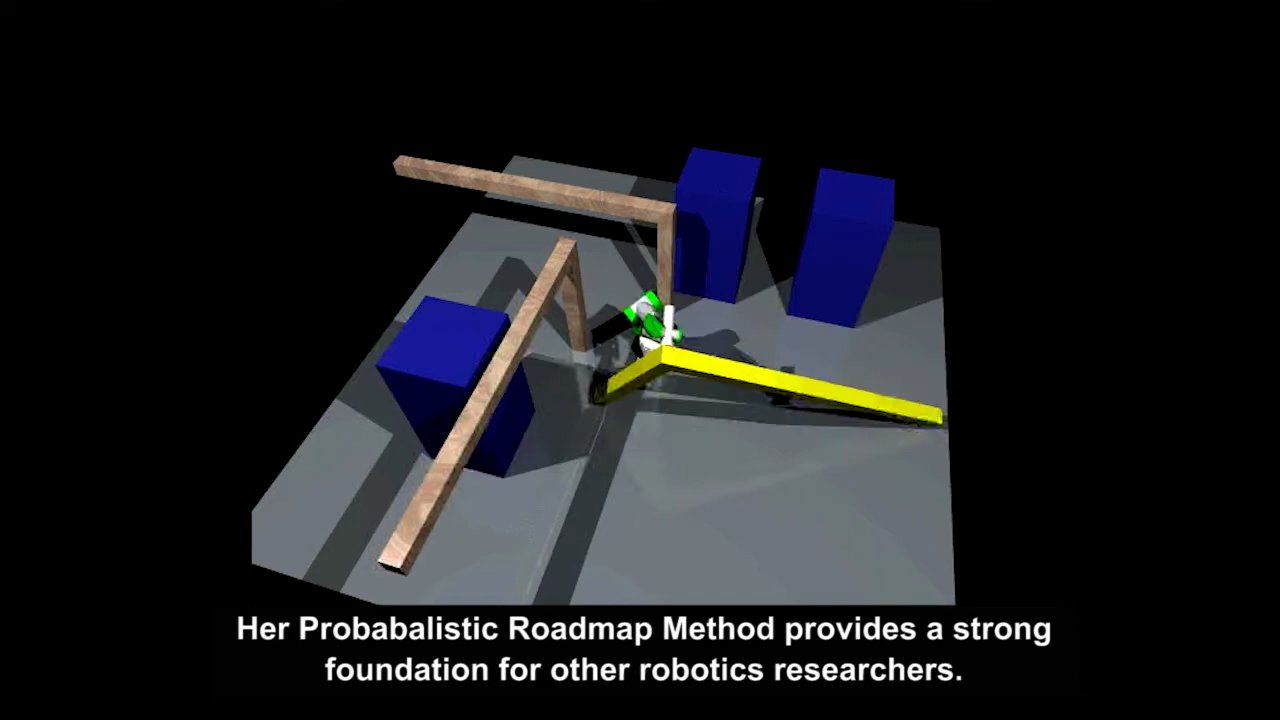 Her Probabalistic Roadmap Method provides a strong
foundation for other robotics researchers.